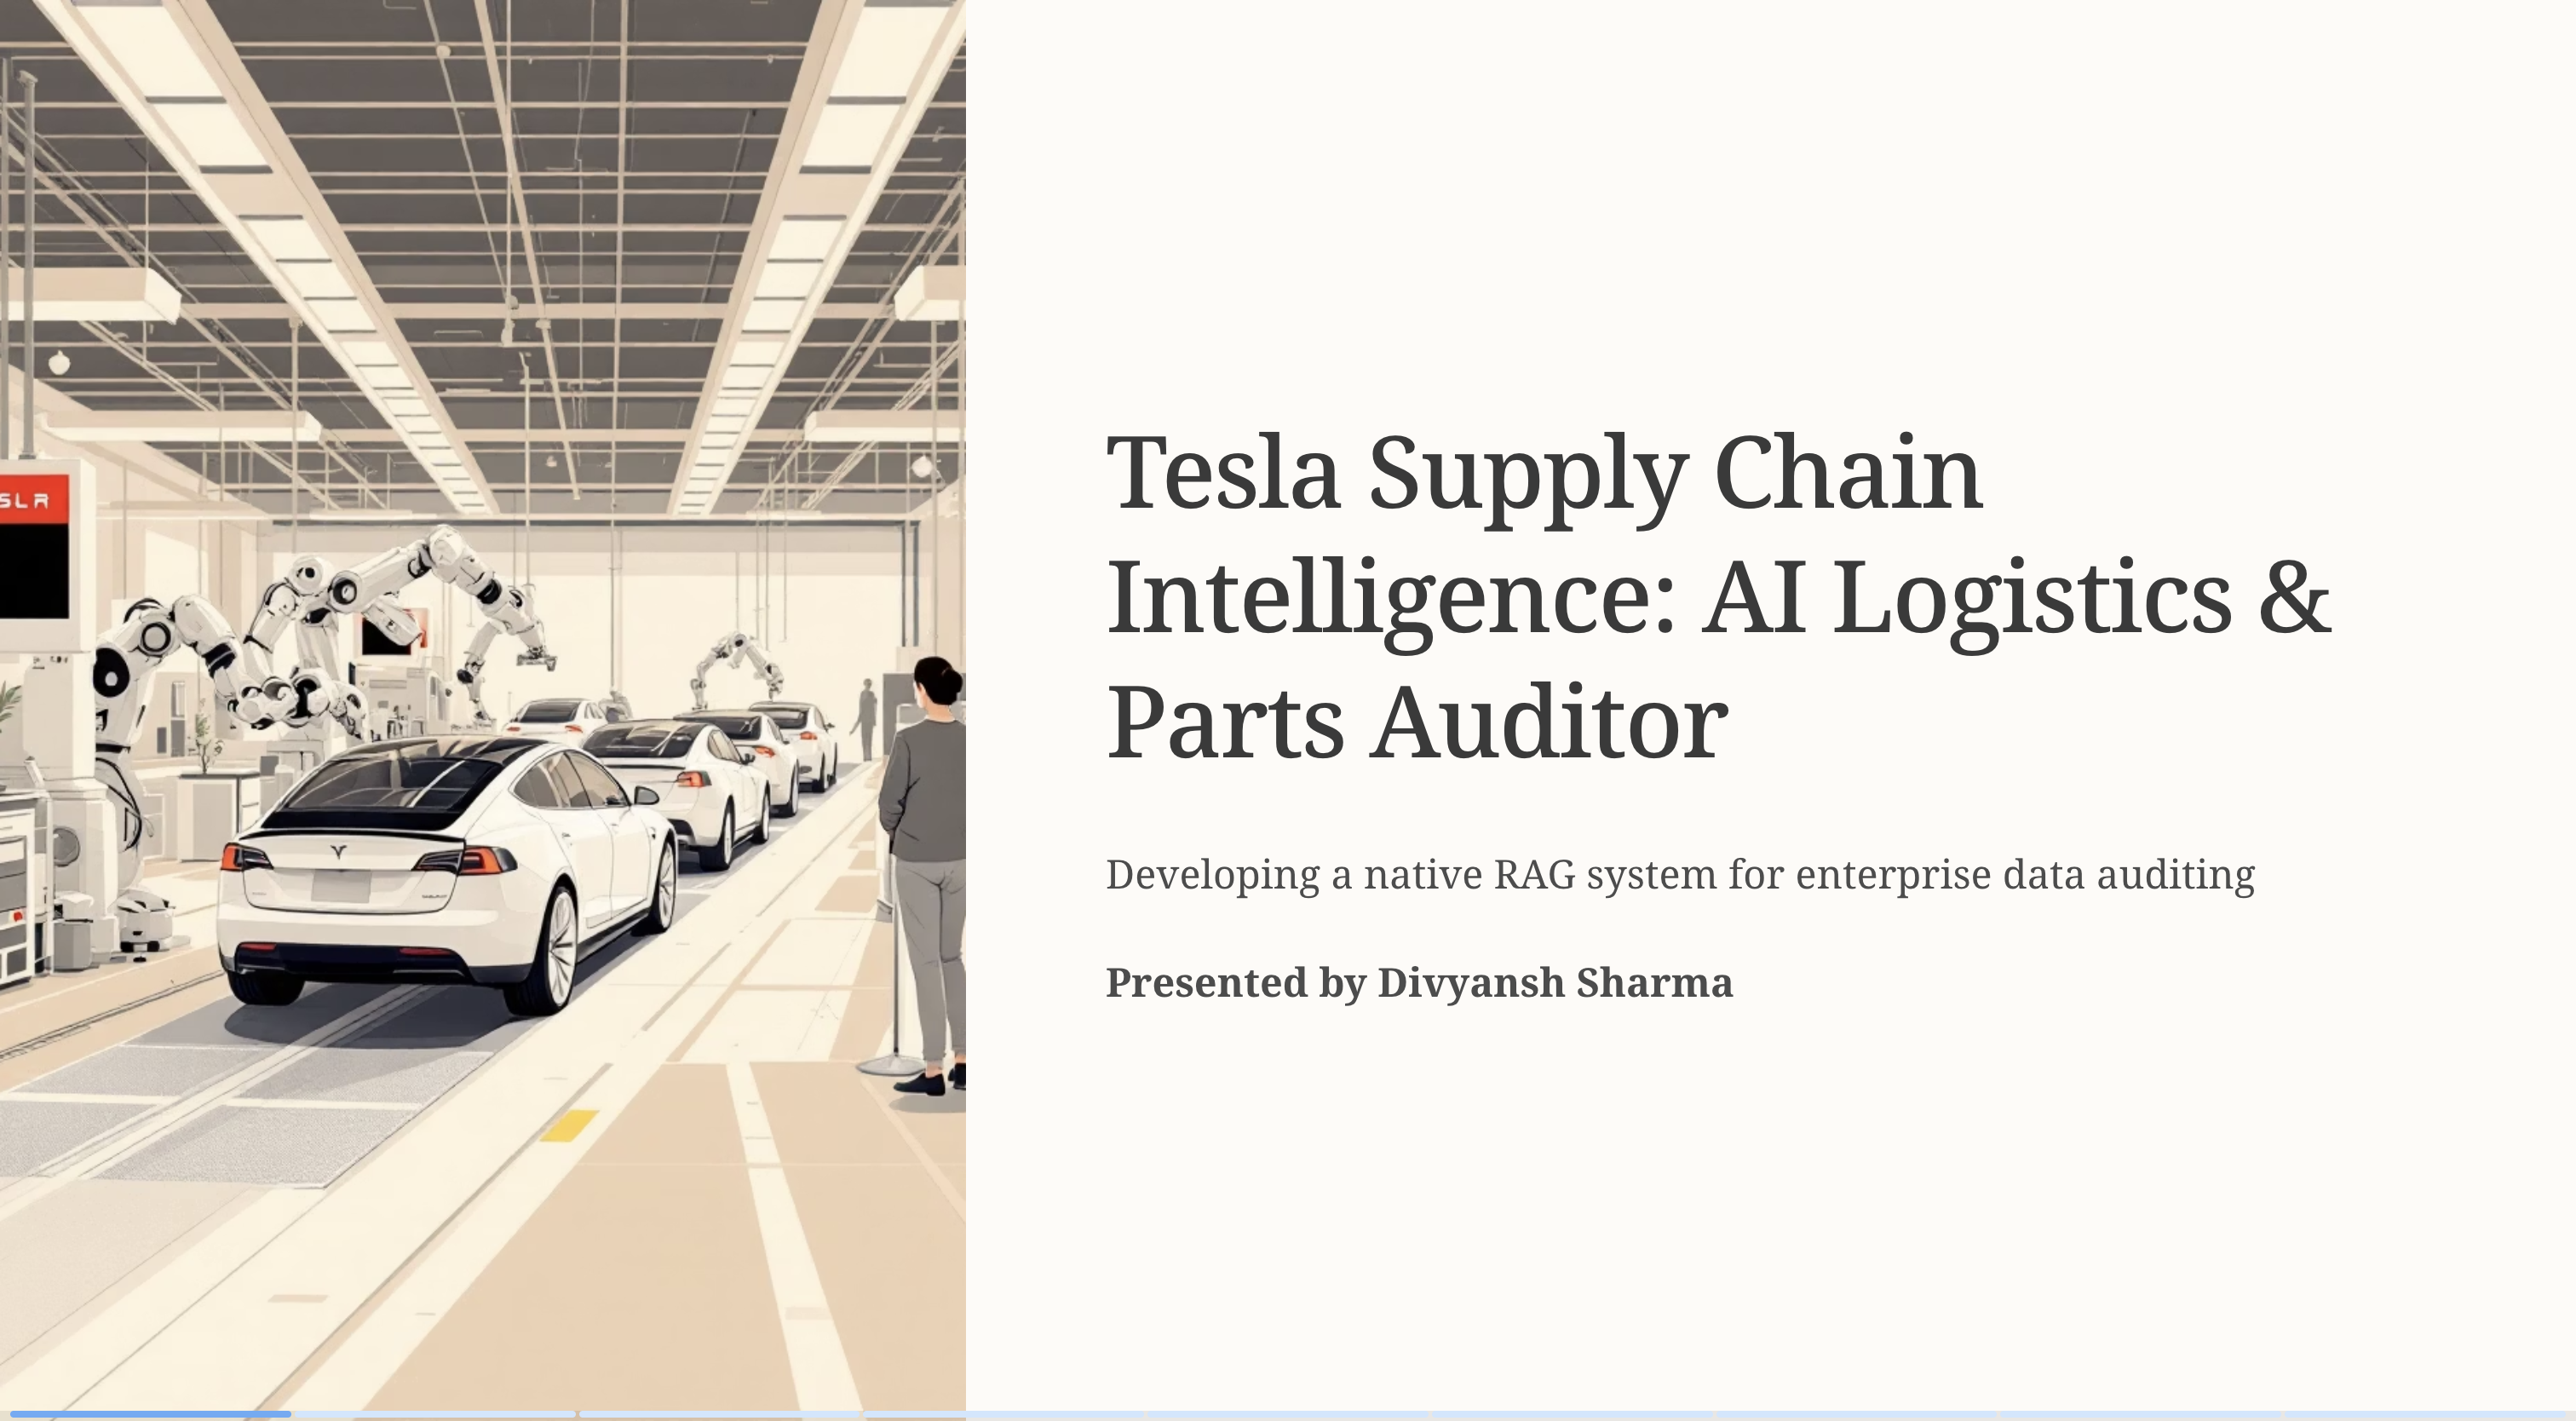 SLA
Tesla Supply Chain
Intelligence: AI Logistics &
Parts Auditor
Developing a native RAG system for enterprise data auditing
Presented by Divyansh Sharma